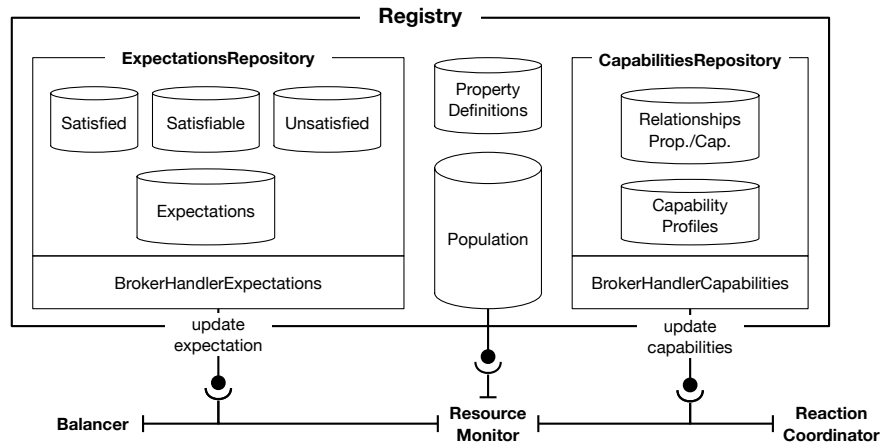 Registry
ExpectationsRepository
CapabilitiesRepository
Satisfied
Satisfiable
Unsatisfied
Property
Definitions
Relationships
Prop./Cap.
Expectations
Population
Capability
Profiles
BrokerHandlerExpectations
BrokerHandlerCapabilities
update
expectation
update
capabilities
Balancer
Resource
Monitor
Reaction
Coordinator